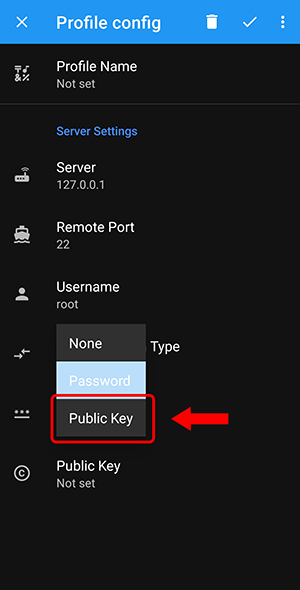 Profile config
Profile Name
Not set
Server Settings
Server
127.0.0.1
Remote Port
22
Username
root
None
Type
Password
Public Key
Public Key
Not set